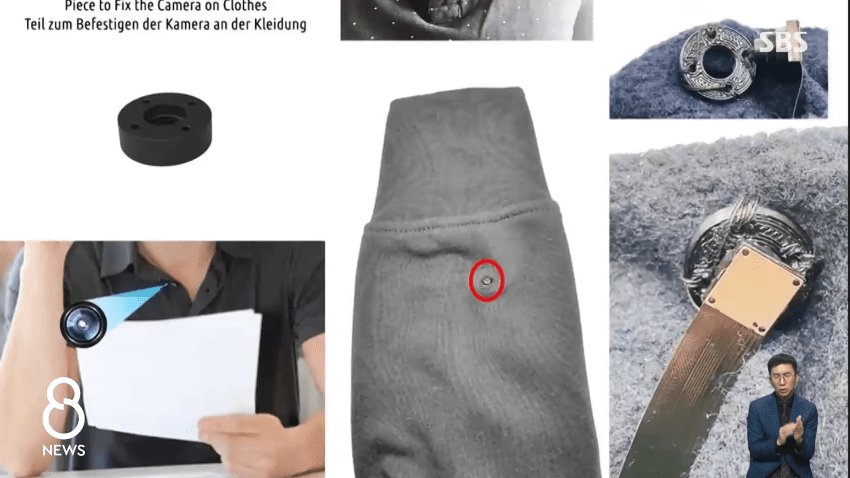 Piece to Fix the Camera on Clothes
Teil zum Befestigen der Kamera an der Kleidung
SBS
8
NEWS